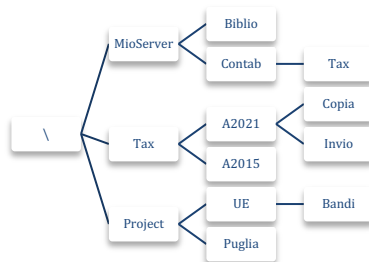 \
MioServer
Biblio
Contab
Tax
Tax
A2021
Copia
Invio
A2015
Project
UE
Bandi
Puglia